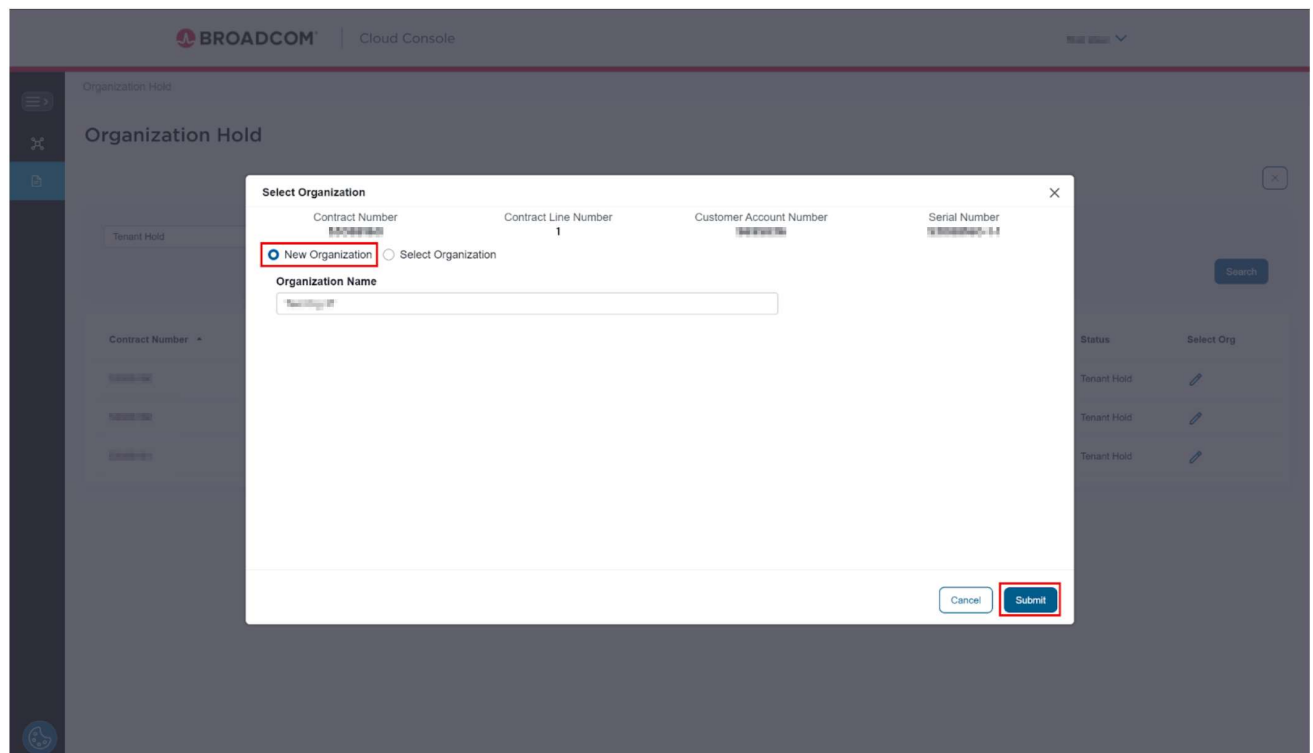 BROADCOM Cloud Console
Organization Hold
Organization Hold
Select Organization
Contract Number Contract Line Number Customer Account Number Serial Number
1
New Organization Select Organization
Organization Name
Tenant Hold
Search
Contract Number Status Select Org
Tenant Hold
Tenant Hold
Tenant Hold
Cancel Submit